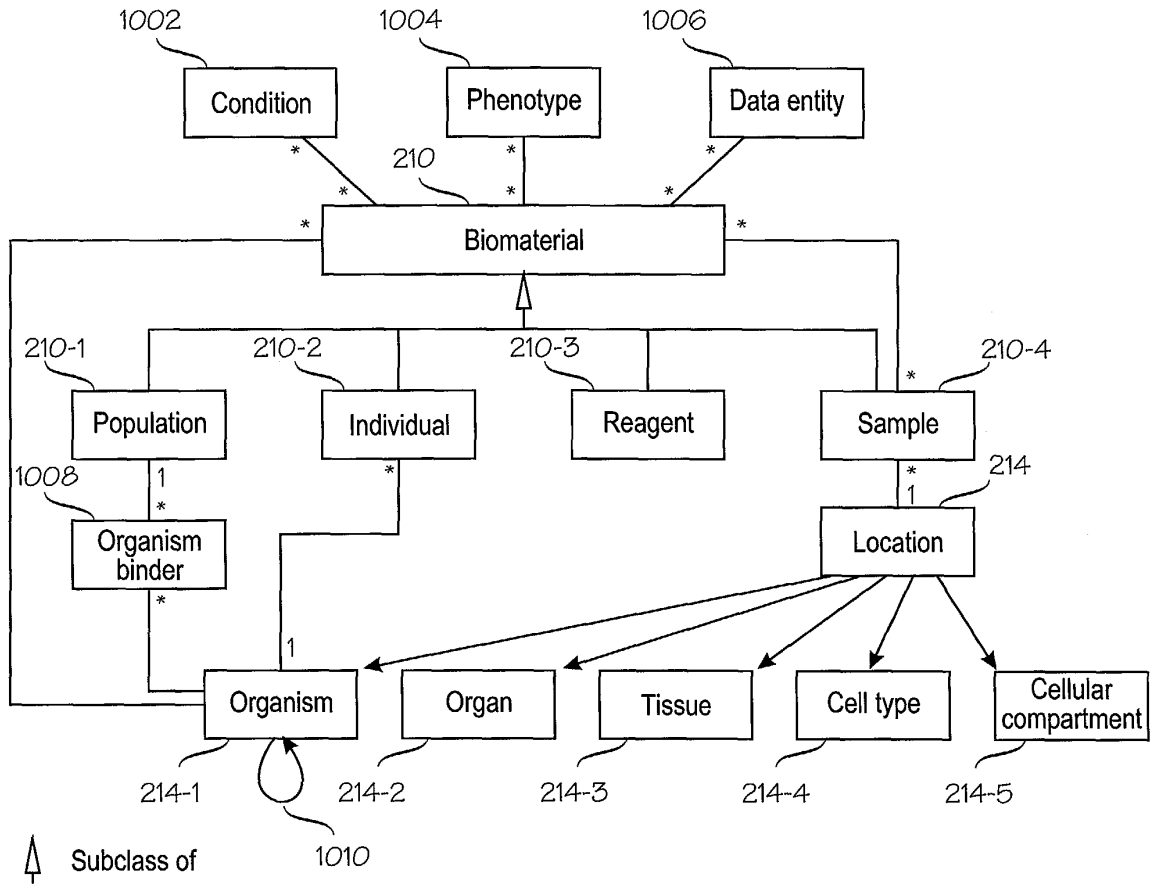 1002
1004
1006
Condition
Phenotype
Data entity
*
*
*
210
*
*
*
*
*
Biomaterial
210-1
210-2
210-3
210-4
*
Population
Individual
Reagent
Sample
1
*
*
214
1008
*
1
Organism
binder
Location
*
1
Organism
Organ
Tissue
Cell type
Cellular
compartment
214-1
214-2
214-3
214-4
214-5
1010
Subclass of